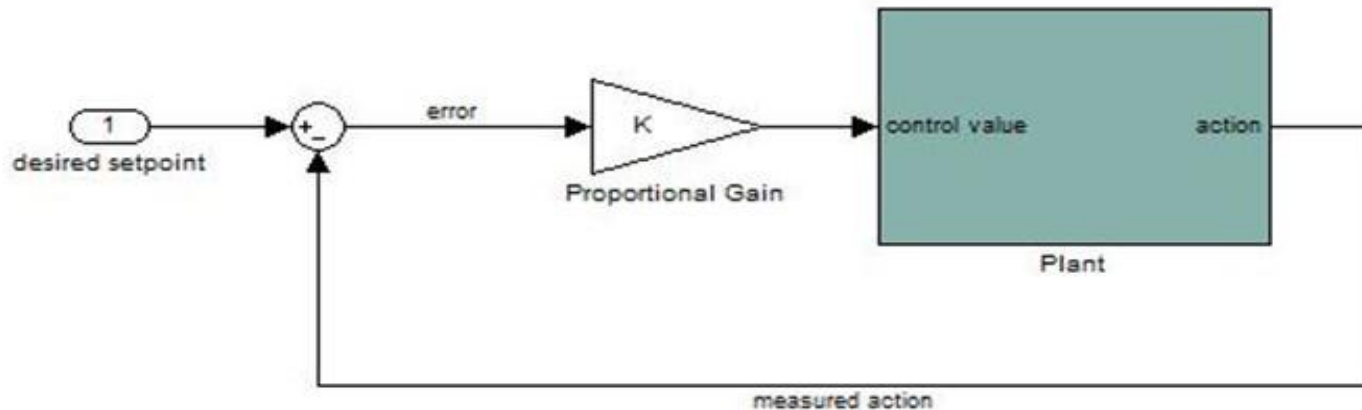 1
desired setpoint
+
-
error
K
Proportional Gain
control value
action
Plant
measured action